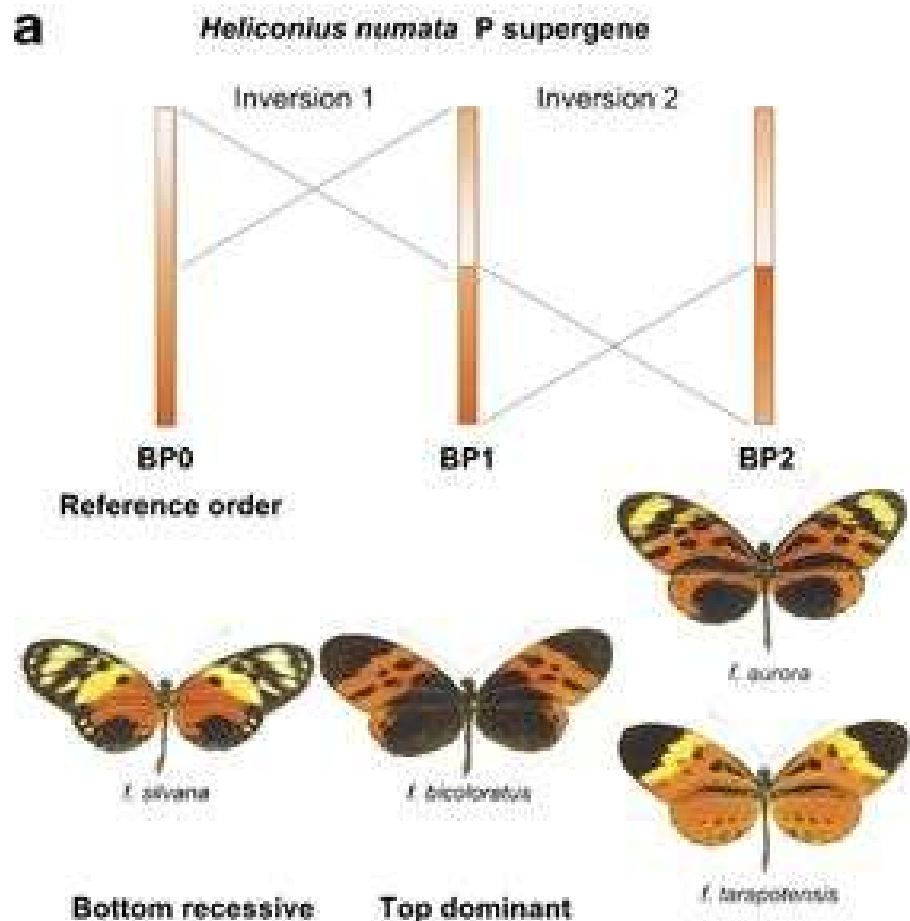 a
Heliconius numata P supergene
Inversion 1
Inversion 2
BP0
BP1
BP2
Reference order
f. aurora
f. silvana
f. bicoloratus
f. tarapotensis
Bottom recessive
Top dominant